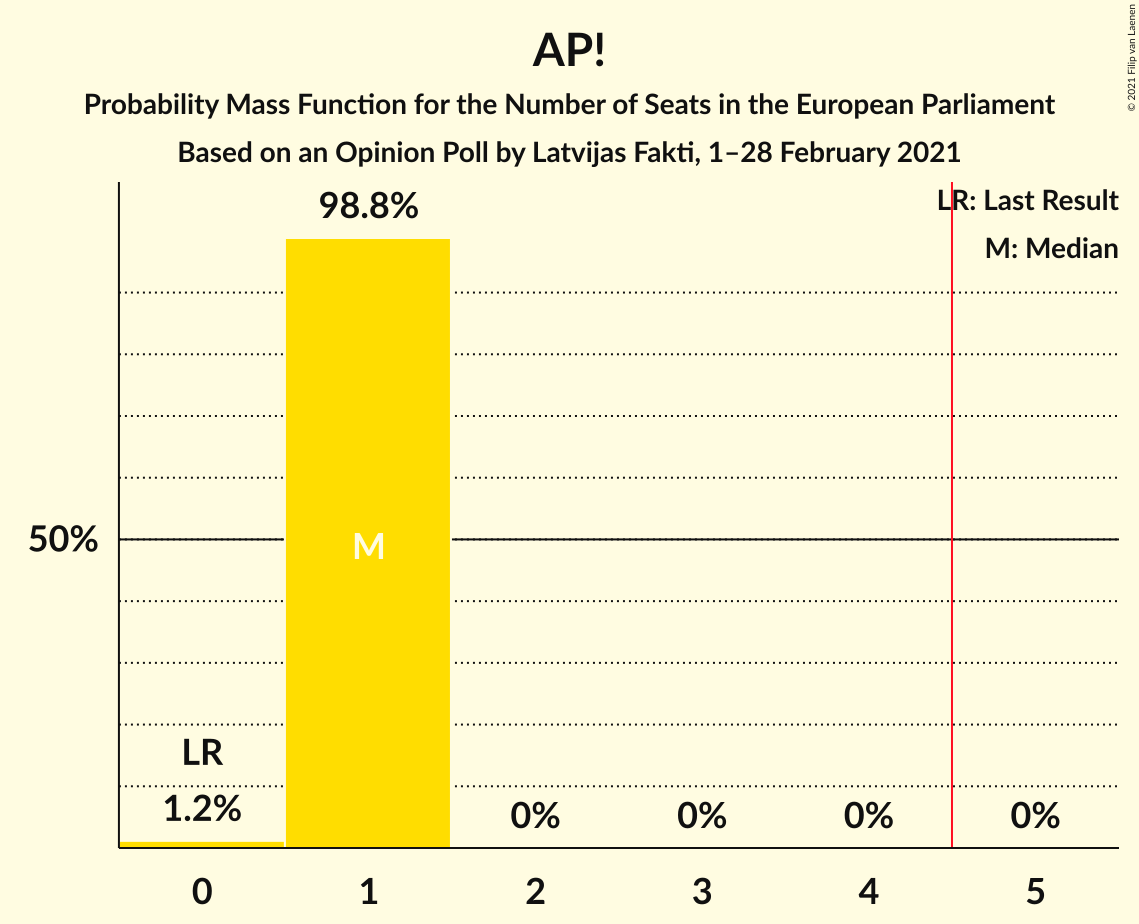 AP!
Probability Mass Function for the Number of Seats in the European Parliament
Based on an Opinion Poll by Latvijas Fakti, 1–28 February 2021
© 2021 Filip van Laenen
LR: Last Result
M: Median
98.8%
50%
M
LR
1.2%
0%
0%
0%
0%
0 1 2 3 4 5